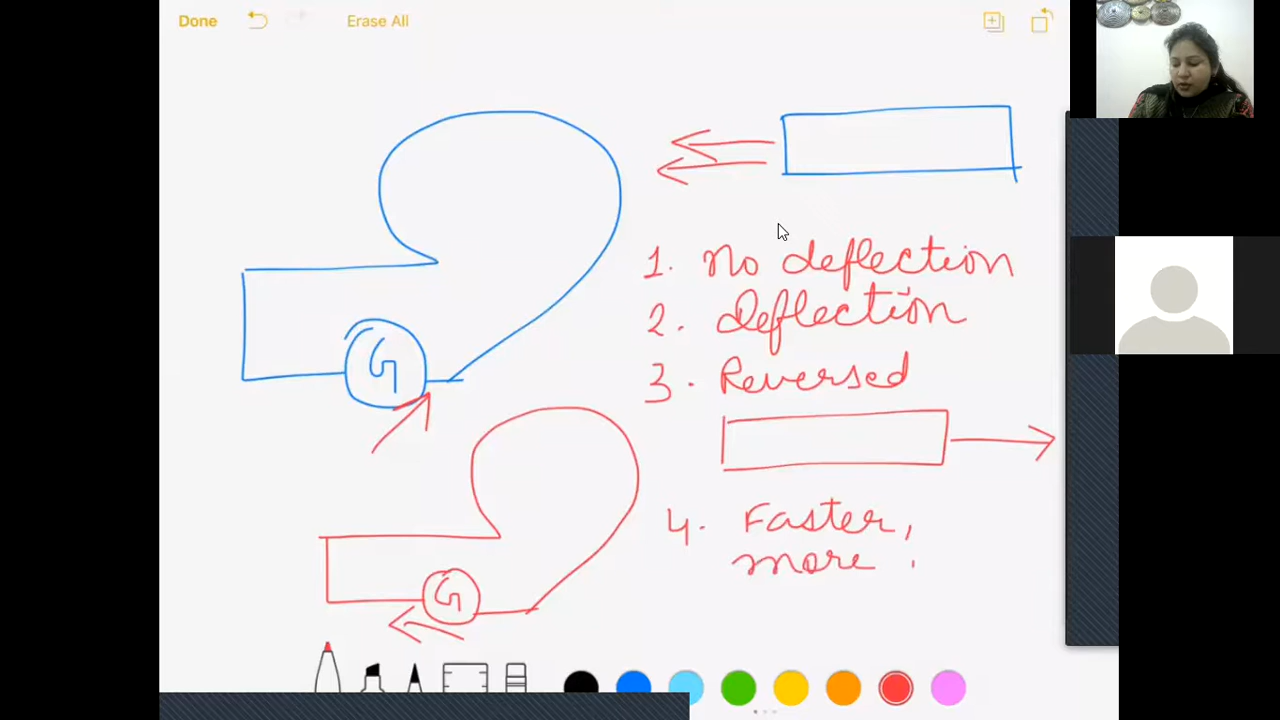 Done
Erase All
1. No deflection
2. Deflection
3. Reversed
4. Faster,
more.
G
G